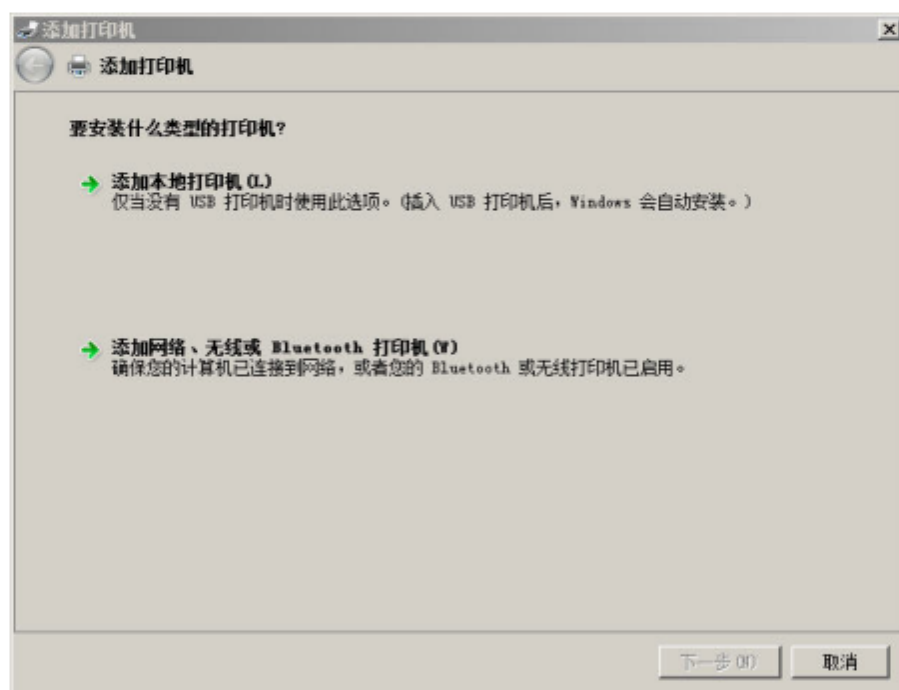 添加打印机
添加打印机
要安装什么类型的打印机?
添加本地打印机(L)
仅当没有 USB 打印机时使用此选项。(插入 USB 打印机后,Windows 会自动安装。)
添加网络、无线或 Bluetooth 打印机(W)
确保您的计算机已连接到网络,或者您的 Bluetooth 或无线打印机已启用。
下一步(N)
取消